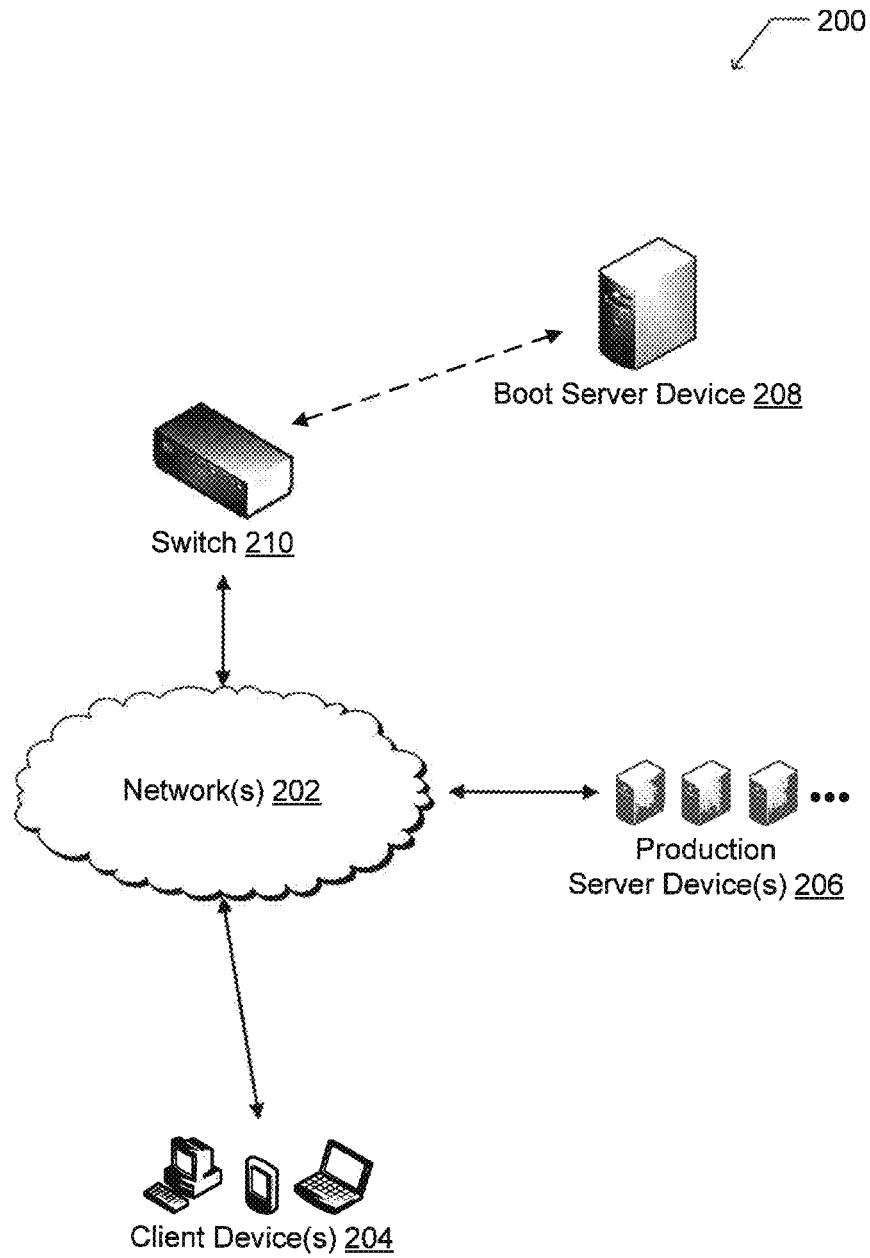 200
Boot Server Device 208
Switch 210
Network(s) 202
Production
Server Device(s) 206
Client Device(s) 204